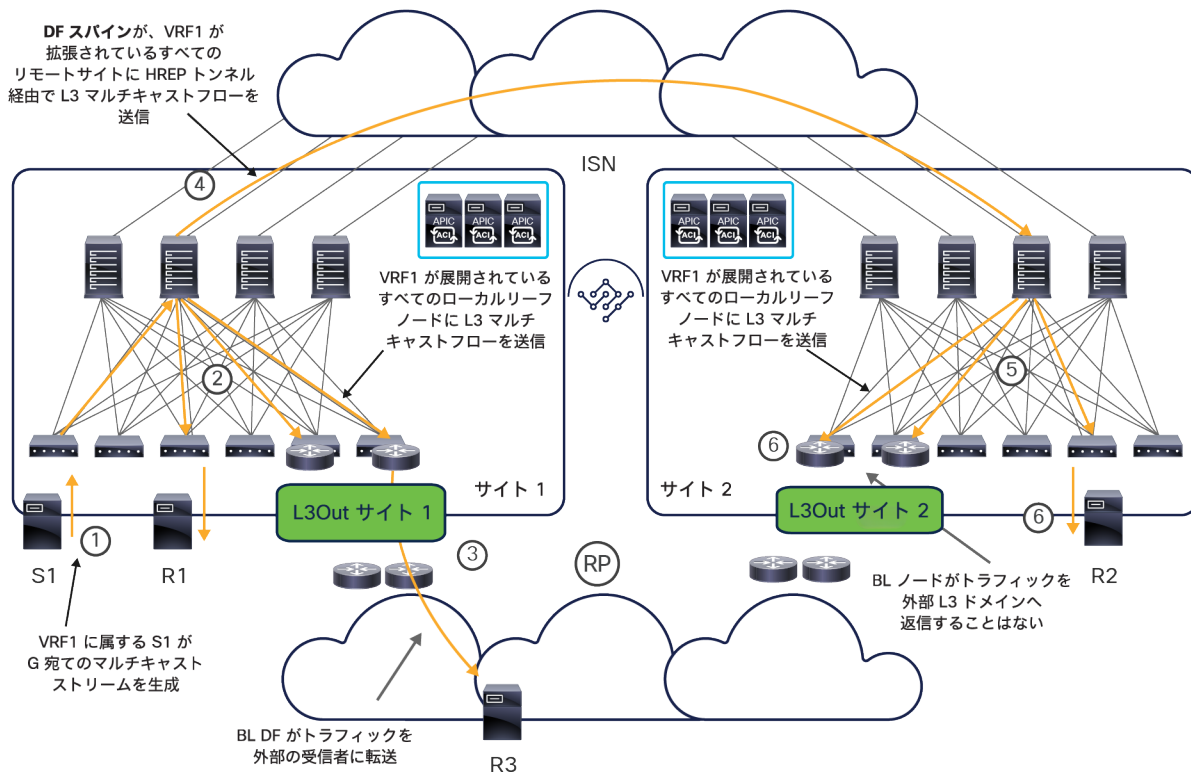 DF スパインが、VRF1 が
拡張されているすべての
リモートサイトに HREP トンネル
経由で L3 マルチキャストフローを
送信
ISN
4
APIC
ACI
APIC
ACI
APIC
ACI
APIC
ACI
APIC
ACI
APIC
ACI
VRF1 が展開されている
すべてのローカルリーフ
ノードに L3 マルチ
キャストフローを送信
VRF1 が展開されている
すべてのローカルリーフ
ノードに L3 マルチ
キャストフローを送信
2
5
6
サイト 1
サイト 2
L3Out サイト 1
L3Out サイト 2
1
3
6
S1
R1
RP
R2
VRF1 に属する S1 が
G 宛てのマルチキャスト
ストリームを生成
BL ノードがトラフィックを
外部 L3 ドメインへ
返信することはない
BL DF がトラフィックを
外部の受信者に転送
R3